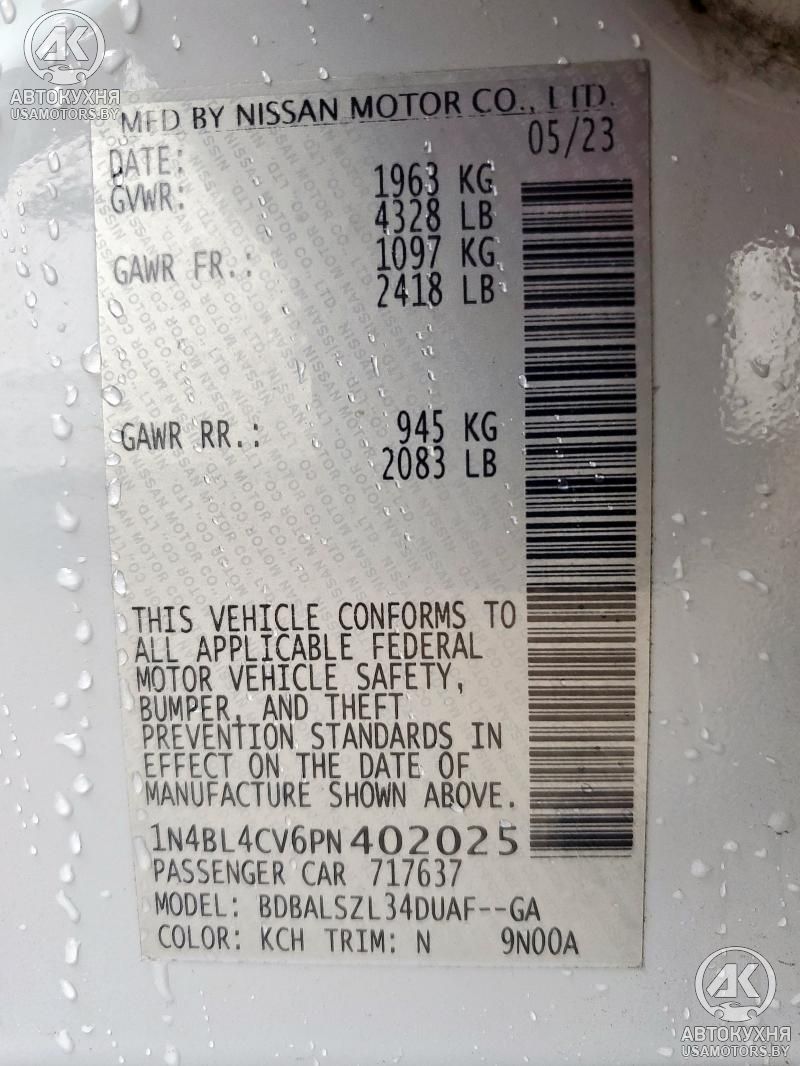 AK
АВТОКУХНЯ
USAMOTORS.BY
MFD BY NISSAN MOTOR CO., LTD.
DATE: 05/23
GVWR: 1963 KG
4328 LB
GAWR FR.: 1097 KG
2418 LB
GAWR RR.: 945 KG
2083 LB
THIS VEHICLE CONFORMS TO
ALL APPLICABLE FEDERAL
MOTOR VEHICLE SAFETY,
BUMPER, AND THEFT
PREVENTION STANDARDS IN
EFFECT ON THE DATE OF
MANUFACTURE SHOWN ABOVE.
1N4BL4CV6PN402025
PASSENGER CAR 717637
MODEL: BDBALSZL34DUAF--GA
COLOR: KCH TRIM: N 9N00A
AK
АВТОКУХНЯ
USAMOTORS.BY